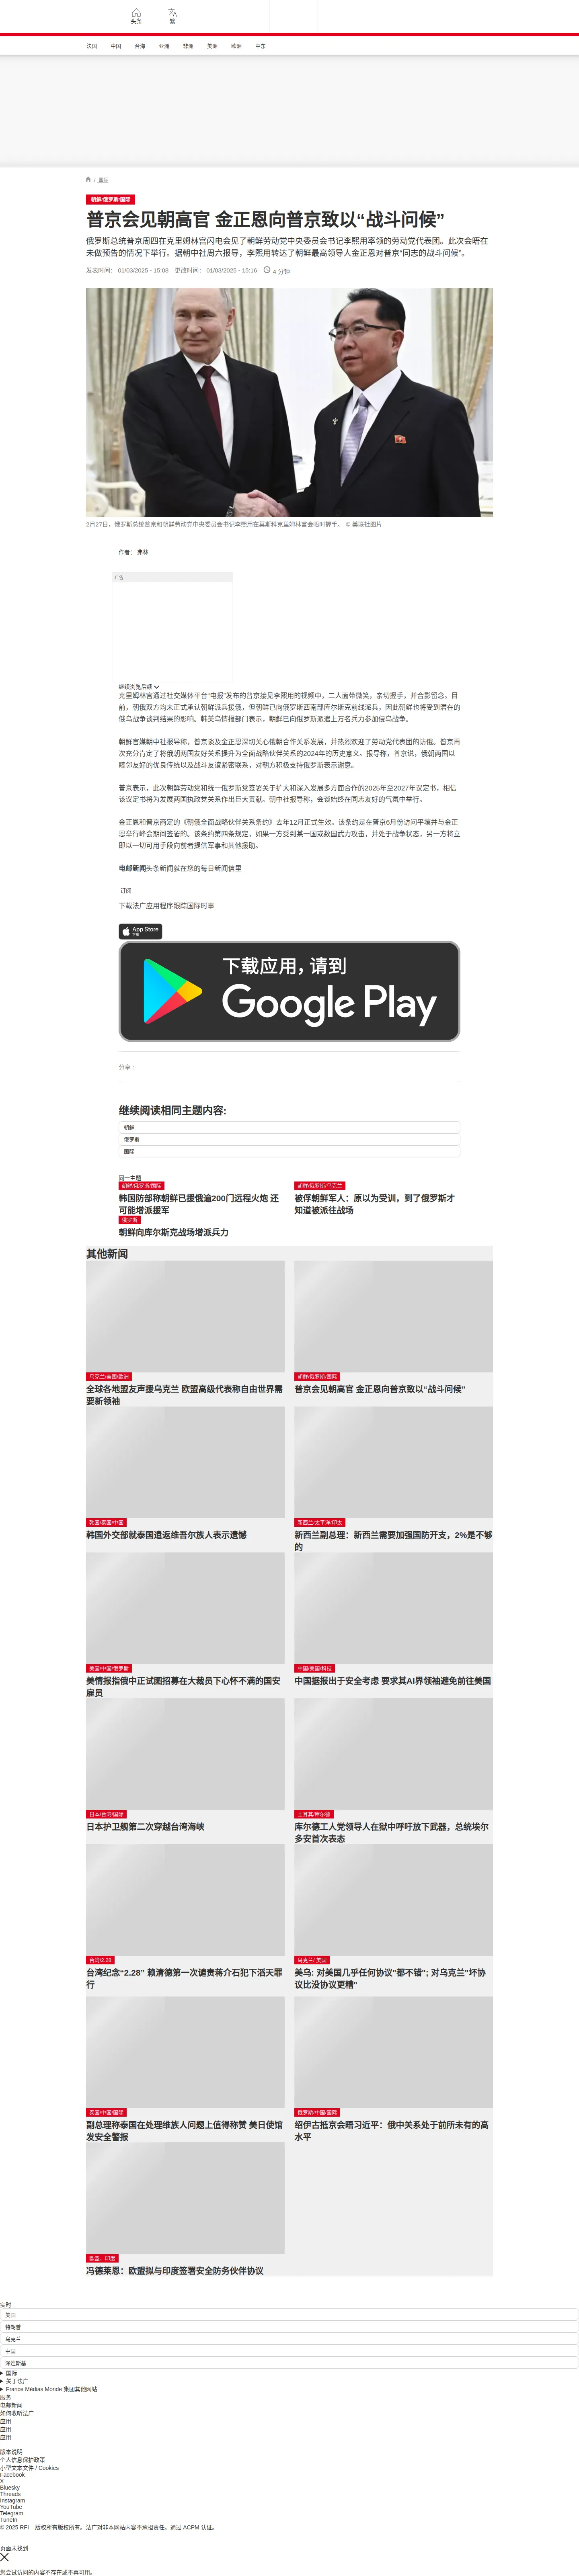 头条
繁
法国 中国 台海 亚洲 非洲 美洲 欧洲 中东
/ 国际
朝鲜/俄罗斯/国际
普京会见朝高官 金正恩向普京致以“战斗问候”
俄罗斯总统普京周四在克里姆林宫闪电会见了朝鲜劳动党中央委员会书记李熙用率领的劳动党代表团。此次会晤在
未做预告的情况下举行。据朝中社周六报导，李熙用转达了朝鲜最高领导人金正恩对普京“同志的战斗问候”。
发表时间： 01/03/2025 - 15:08 更改时间： 01/03/2025 - 15:16 4 分钟
2月27日，俄罗斯总统普京和朝鲜劳动党中央委员会书记李熙用在莫斯科克里姆林宫会晤时握手。 © 美联社图片
作者： 弗林
广告
继续浏览后续
克里姆林宫通过社交媒体平台“电报”发布的普京接见李熙用的视频中，二人面带微笑，亲切握手，并合影留念。目
前，朝俄双方均未正式承认朝鲜派兵援俄，但朝鲜已向俄罗斯西南部库尔斯克前线派兵，因此朝鲜也将受到潜在的
俄乌战争谈判结果的影响。韩美乌情报部门表示，朝鲜已向俄罗斯派遣上万名兵力参加侵乌战争。
朝鲜官媒朝中社报导称，普京谈及金正恩深切关心俄朝合作关系发展，并热烈欢迎了劳动党代表团的访俄。普京再
次充分肯定了将俄朝两国友好关系提升为全面战略伙伴关系的2024年的历史意义。报导称，普京说，俄朝两国以
睦邻友好的优良传统以及战斗友谊紧密联系，对朝方积极支持俄罗斯表示谢意。
普京表示，此次朝鲜劳动党和统一俄罗斯党签署关于扩大和深入发展多方面合作的2025年至2027年议定书，相信
该议定书将为发展两国执政党关系作出巨大贡献。朝中社报导称，会谈始终在同志友好的气氛中举行。
金正恩和普京商定的《朝俄全面战略伙伴关系条约》去年12月正式生效。该条约是在普京6月份访问平壤并与金正
恩举行峰会期间签署的。该条约第四条规定，如果一方受到某一国或数国武力攻击，并处于战争状态，另一方将立
即以一切可用手段向前者提供军事和其他援助。
电邮新闻头条新闻就在您的每日新闻信里
订阅
下载法广应用程序跟踪国际时事
App Store
下载
下载应用，请到
Google Play
分享 :
继续阅读相同主题内容:
朝鲜
俄罗斯
国际
同一主题
朝鲜/俄罗斯/国际
韩国防部称朝鲜已援俄逾200门远程火炮 还
可能增派援军
朝鲜/俄罗斯/乌克兰
被俘朝鲜军人：原以为受训，到了俄罗斯才
知道被派往战场
俄罗斯
朝鲜向库尔斯克战场增派兵力
其他新闻
乌克兰/美国/欧洲
全球各地盟友声援乌克兰 欧盟高级代表称自由世界需
要新领袖
朝鲜/俄罗斯/国际
普京会见朝高官 金正恩向普京致以“战斗问候”
韩国/泰国/中国
韩国外交部就泰国遣返维吾尔族人表示遗憾
新西兰/太平洋/印太
新西兰副总理：新西兰需要加强国防开支，2%是不够
的
美国/中国/俄罗斯
美情报指俄中正试图招募在大裁员下心怀不满的国安
雇员
中国/美国/科技
中国据报出于安全考虑 要求其AI界领袖避免前往美国
日本/台湾/国际
日本护卫舰第二次穿越台湾海峡
土耳其/库尔德
库尔德工人党领导人在狱中呼吁放下武器，总统埃尔
多安首次表态
台湾/2.28
台湾纪念“2.28” 赖清德第一次谴责蒋介石犯下滔天罪
行
乌克兰/ 美国
美乌: 对美国几乎任何协议"都不错"; 对乌克兰"坏协
议比没协议更糟"
泰国/中国/国际
副总理称泰国在处理维族人问题上值得称赞 美日使馆
发安全警报
俄罗斯/中国/国际
绍伊古抵京会晤习近平：俄中关系处于前所未有的高
水平
欧盟，印度
冯德莱恩：欧盟拟与印度签署安全防务伙伴协议
实时
美国
特朗普
乌克兰
中国
泽连斯基
国际
关于法广
France Médias Monde 集团其他网站
服务
电邮新闻
如何收听法广
应用
应用
应用
版本说明
个人信息保护政策
小型文本文件 / Cookies
Facebook
X
Bluesky
Threads
Instagram
YouTube
Telegram
TuneIn
© 2025 RFI – 版权所有版权所有。法广对非本网站内容不承担责任。通过 ACPM 认证。
页面未找到
您尝试访问的内容不存在或不再可用。